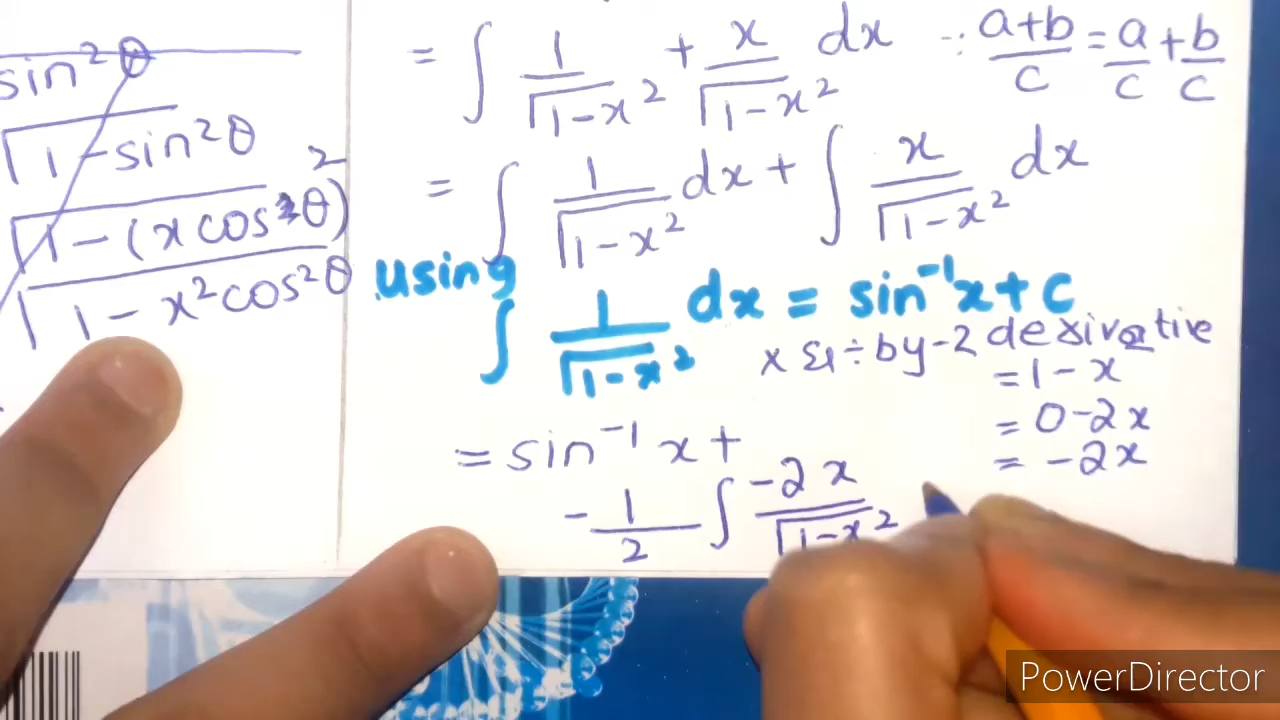 sin²θ
√1-sin²θ
√1-(x cos²θ)²
√1-x²cos²θ
= ∫ 1/√1-x² + x/√1-x² dx ∵ a+b/c = a/c + b/c
= ∫ 1/√1-x² dx + ∫ x/√1-x² dx
using
∫ 1/√1-x² dx = sin⁻¹x + c
x & ÷ by -2 derivative
= 1 - x
= 0 - 2x
= -2x
= sin⁻¹ x +
-1/2 ∫ -2x/√1-x²
PowerDirector